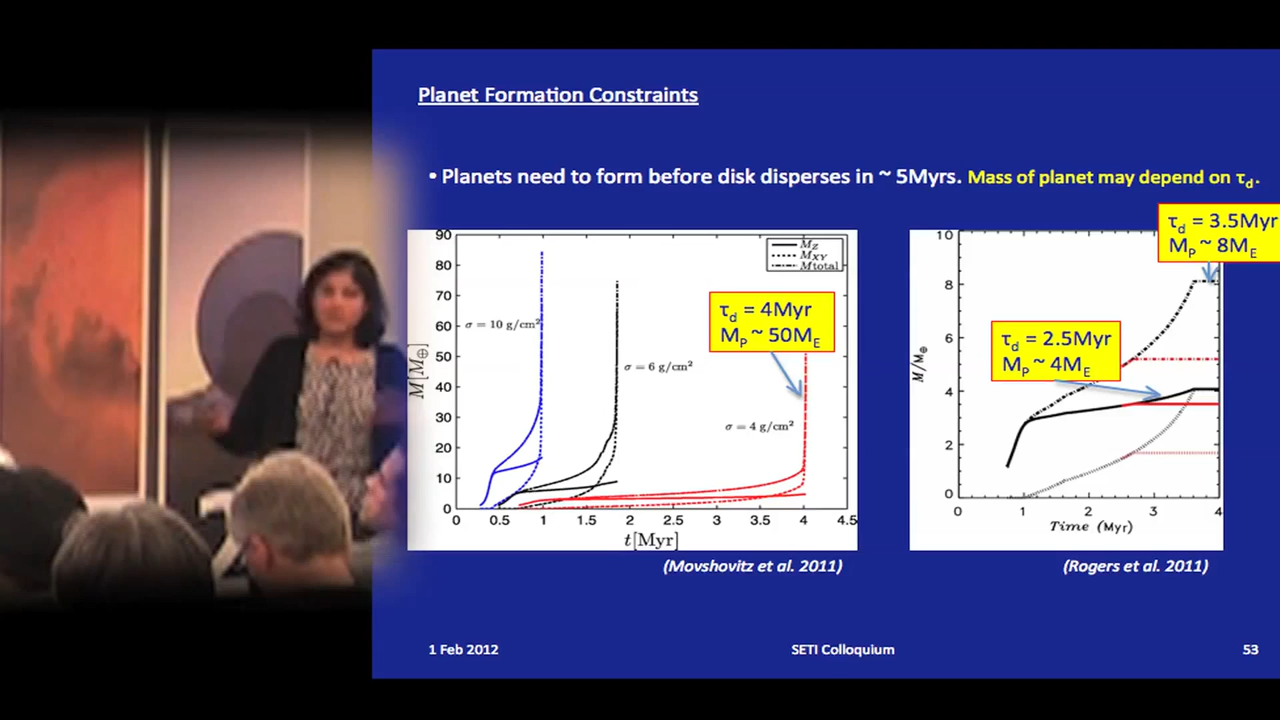 Planet Formation Constraints
• Planets need to form before disk disperses in ~ 5Myrs. Mass of planet may depend on τd.
90
80
70
60
50
40
30
20
10
0
M[M⊕]
MZ
MXY
Mtotal
σ = 10 g/cm²
σ = 6 g/cm²
σ = 4 g/cm²
τd = 4Myr
MP ~ 50ME
0 0.5 1 1.5 2 2.5 3 3.5 4 4.5
t[Myr]
(Movshovitz et al. 2011)
10
8
6
4
2
0
M/M⊕
τd = 3.5Myr
MP ~ 8ME
τd = 2.5Myr
MP ~ 4ME
0 1 2 3 4
Time (Myr)
(Rogers et al. 2011)
1 Feb 2012 SETI Colloquium 53